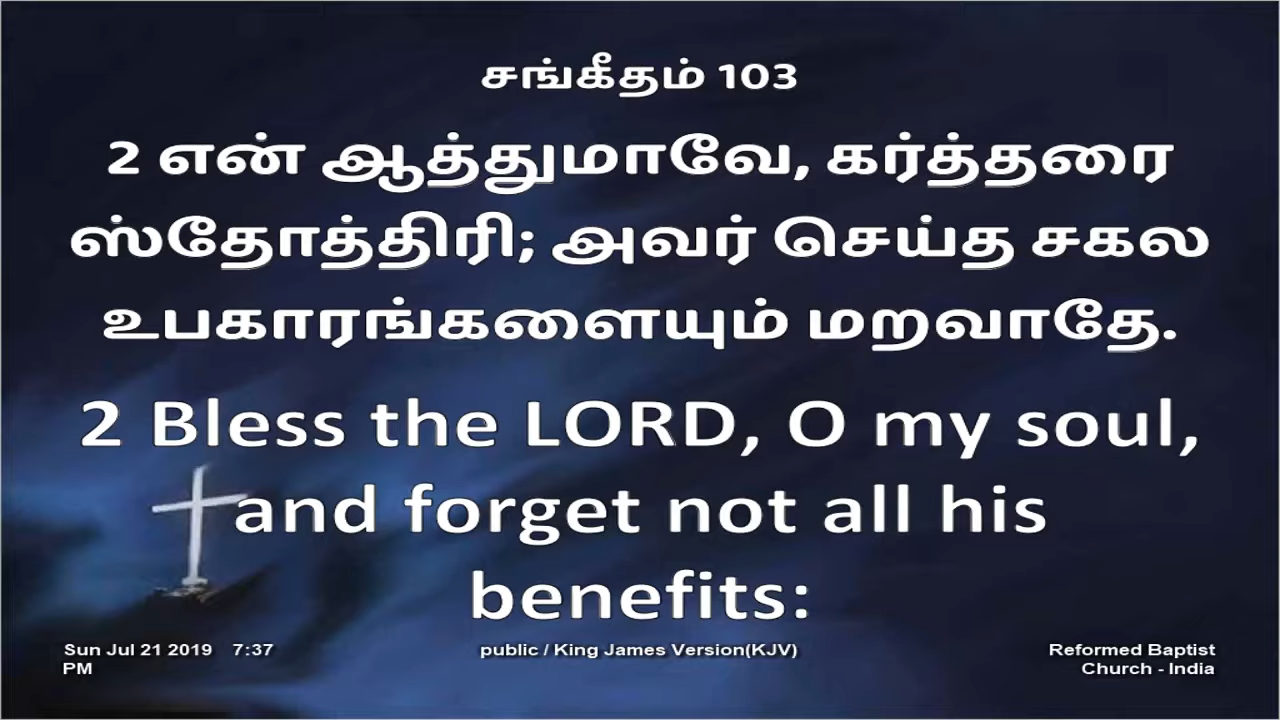 சங்கீதம் 103
2 என் ஆத்துமாவே, கர்த்தரை
ஸ்தோத்திரி; அவர் செய்த சகல
உபகாரங்களையும் மறவாதே.
2 Bless the LORD, O my soul,
and forget not all his
benefits:
Sun Jul 21 2019 7:37
PM
public / King James Version(KJV)
Reformed Baptist
Church - India